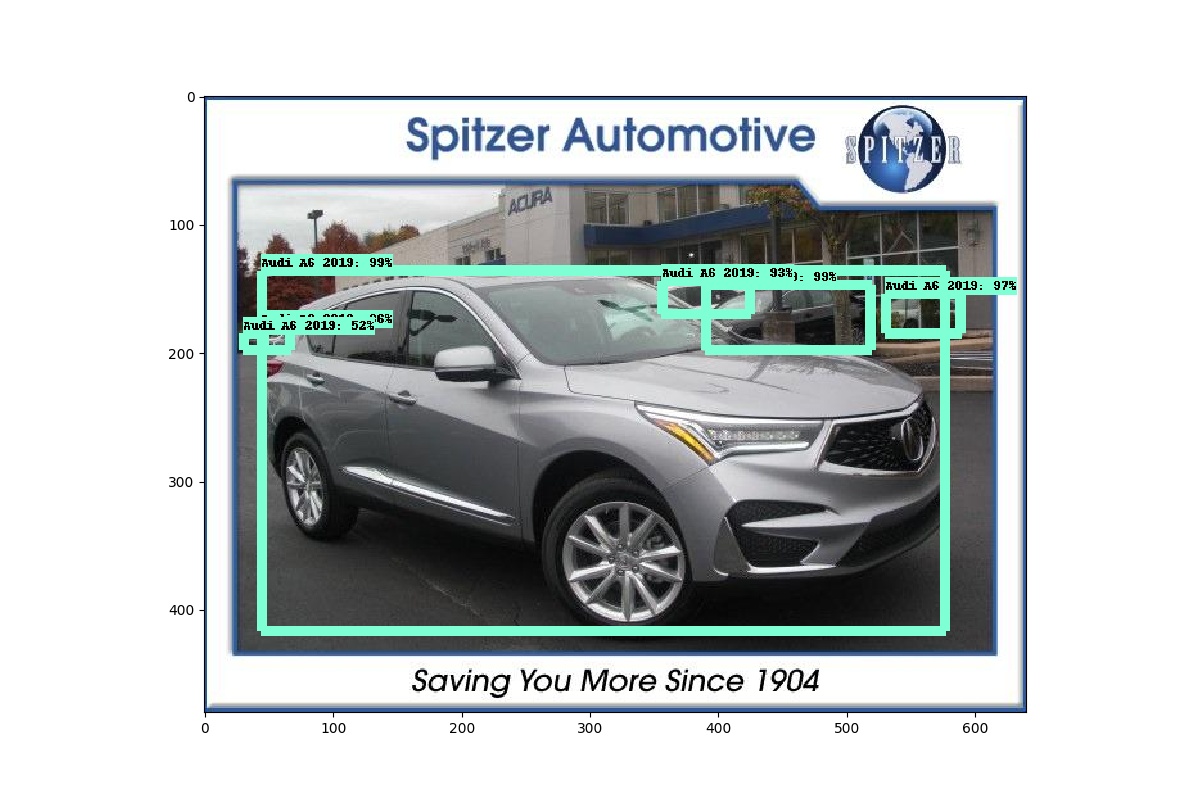 Spitzer Automotive
SPITZER
ACURA
Audi A6 2019: 99%
Audi A6 2019: 93%
): 99%
Audi A6 2019: 97%
96%
Audi A6 2019: 52%
0
100
200
300
400
Saving You More Since 1904
0 100 200 300 400 500 600